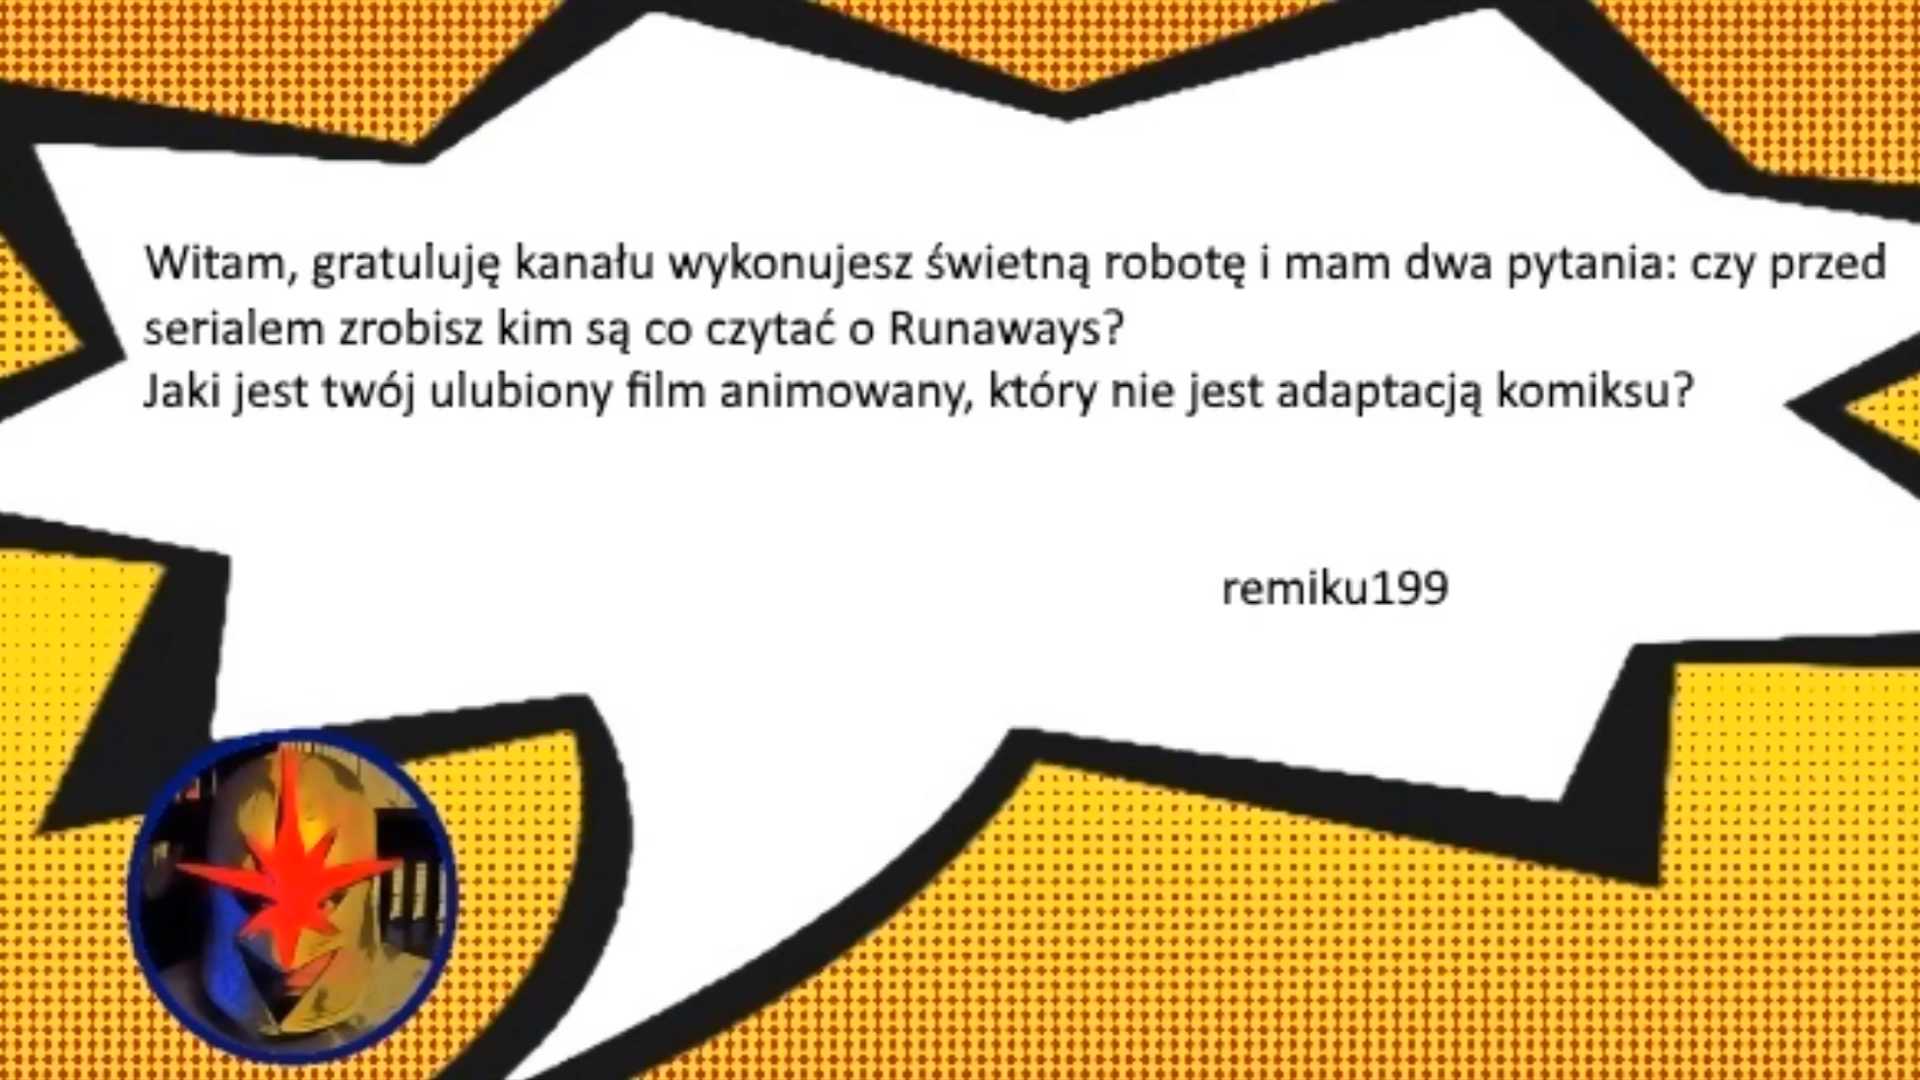 Witam, gratuluję kanału wykonujesz świetną robotę i mam dwa pytania: czy przed
serialem zrobisz kim są co czytać o Runaways?
Jaki jest twój ulubiony film animowany, który nie jest adaptacją komiksu?
remiku199